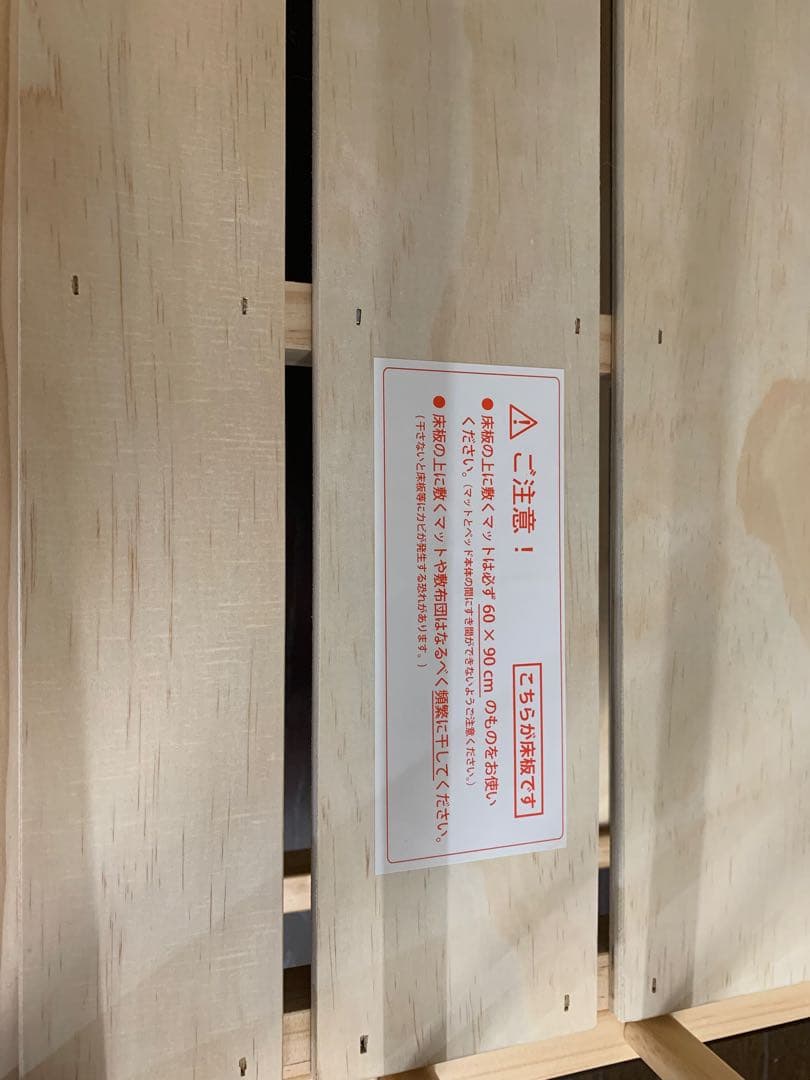 ご注意！
こちらが床板です
●床板の上に敷くマットは必ず 60 × 90 cm のものをお使い
ください。（マットとベッド本体の間にすき間ができないようご注意ください。）
●床板の上に敷くマットや敷布団はなるべく頻繁に干してください。
（干さないと床板等にカビが発生する恐れがあります。）